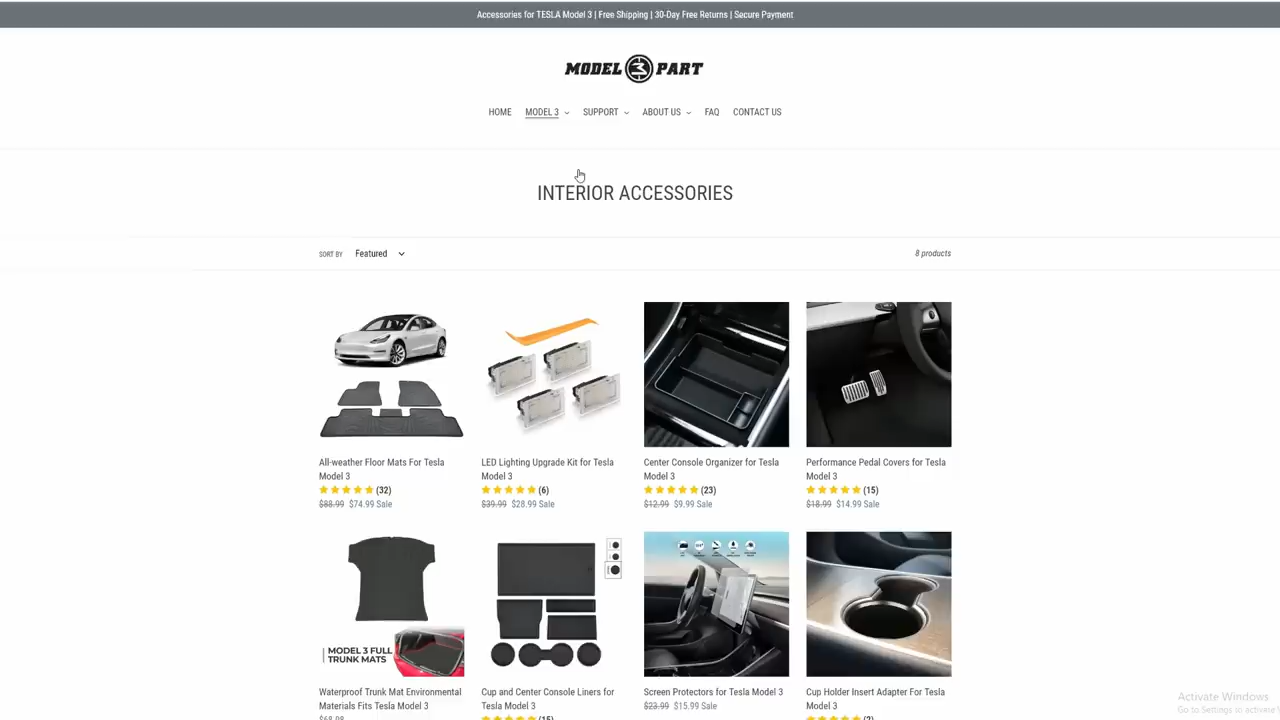 Accessories for TESLA Model 3 | Free Shipping | 30-Day Free Returns | Secure Payment
MODEL 3 PART
HOME MODEL 3 SUPPORT ABOUT US FAQ CONTACT US
INTERIOR ACCESSORIES
SORT BY Featured 8 products
All-weather Floor Mats For Tesla
Model 3
(32)
$88.99 $74.99 Sale
LED Lighting Upgrade Kit for Tesla
Model 3
(6)
$39.99 $28.99 Sale
Center Console Organizer for Tesla
Model 3
(23)
$12.99 $9.99 Sale
Performance Pedal Covers for Tesla
Model 3
(15)
$18.99 $14.99 Sale
MODEL 3 FULL
TRUNK MATS
Waterproof Trunk Mat Environmental
Materials Fits Tesla Model 3
$68.98
Cup and Center Console Liners for
Tesla Model 3
(15)
Screen Protectors for Tesla Model 3
$23.99 $15.99 Sale
Cup Holder Insert Adapter For Tesla
Model 3
(2)
Activate Windows
Go to Settings to activate